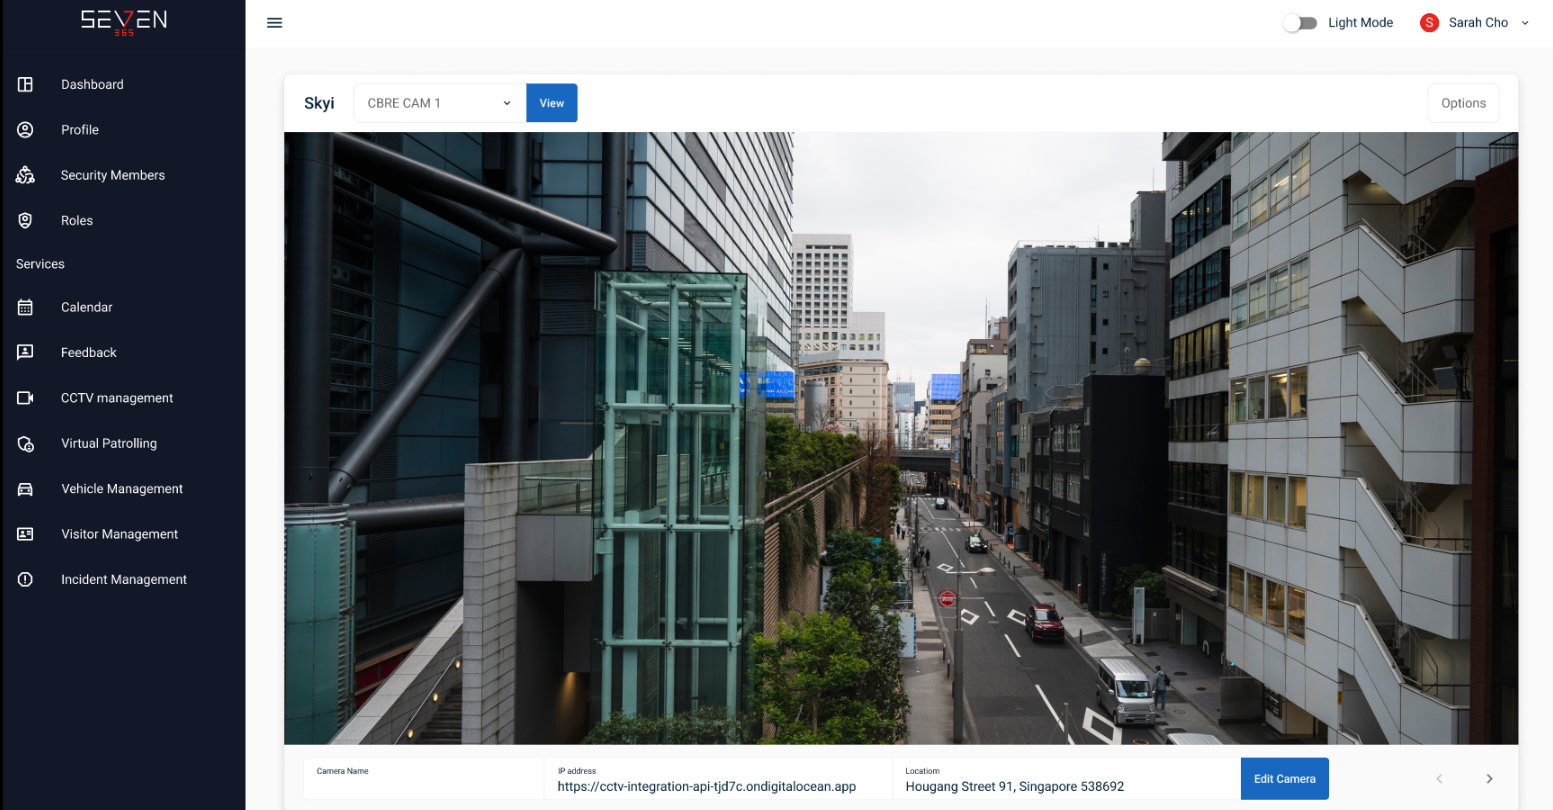 SEVEN
365
Light Mode
S
Sarah Cho
Dashboard
Profile
Security Members
Roles
Services
Calendar
Feedback
CCTV management
Virtual Patrolling
Vehicle Management
Visitor Management
Incident Management
Skyi
CBRE CAM 1
View
Options
Camera Name
IP address
https://cctv-integration-api-tjd7c.ondigitalocean.app
Locatiom
Hougang Street 91, Singapore 538692
Edit Camera